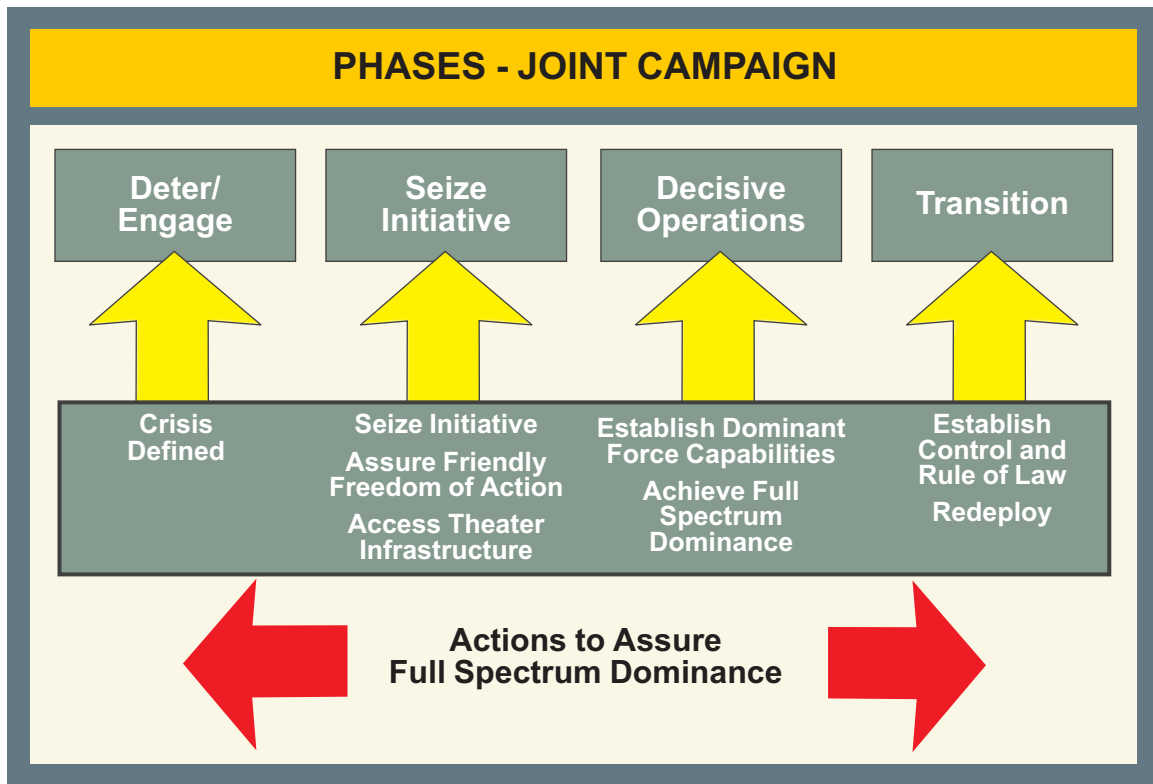 PHASES - JOINT CAMPAIGN
Deter/
Engage
Seize
Initiative
Decisive
Operations
Transition
Crisis
Defined
Seize Initiative
Assure Friendly
Freedom of Action
Access Theater
Infrastructure
Establish Dominant
Force Capabilities
Achieve Full
Spectrum
Dominance
Establish
Control and
Rule of Law
Redeploy
Actions to Assure
Full Spectrum Dominance